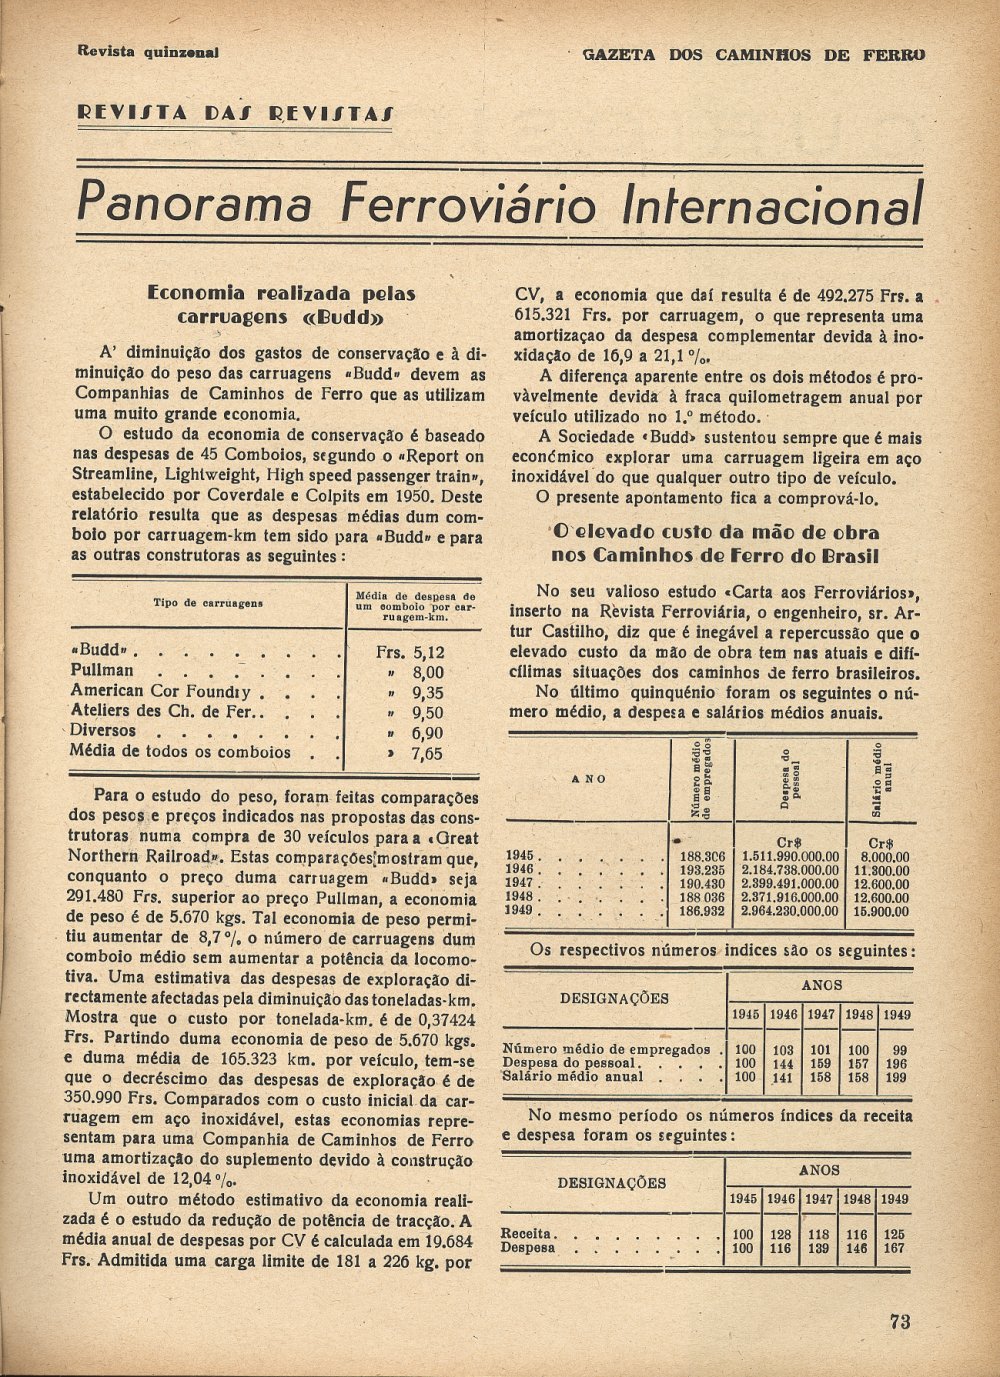 Revista quinzenal
GAZETA DOS CAMINHOS DE FERRO
REVISTA DAS REVISTAS
Panorama Ferroviário Internacional
Economia realizada pelas
carruagens «Budd»
A' diminuição dos gastos de conservação e à di-
minuição do peso das carruagens «Budd» devem as
Companhias de Caminhos de Ferro que as utilizam
uma muito grande economia.
O estudo da economia de conservação é baseado
nas despesas de 45 Comboios, segundo o «Report on
Streamline, Lightweight, High speed passenger train»,
estabelecido por Coverdale e Colpits em 1950. Deste
relatório resulta que as despesas médias dum com-
boio por carruagem-km tem sido para «Budd» e para
as outras construtoras as seguintes:
Tipo de carruagens
Média de despesa de
um comboio por car-
ruagem-km.
«Budd» . . . . . . . . . Frs. 5,12
Pullman . . . . . . . . » 8,00
American Cor Foundry . . . . » 9,35
Ateliers des Ch. de Fer. . . . . » 9,50
Diversos . . . . . . . . » 6,90
Média de todos os comboios . . » 7,65
Para o estudo do peso, foram feitas comparações
dos pesos e preços indicados nas propostas das cons-
trutoras numa compra de 30 veículos para a «Great
Northern Railroad». Estas comparações mostram que,
conquanto o preço duma carruagem «Budd» seja
291.480 Frs. superior ao preço Pullman, a economia
de peso é de 5.670 kgs. Tal economia de peso permi-
tiu aumentar de 8,7 % o número de carruagens dum
comboio médio sem aumentar a potência da locomo-
tiva. Uma estimativa das despesas de exploração di-
rectamente afectadas pela diminuição das toneladas-km.
Mostra que o custo por tonelada-km. é de 0,37424
Frs. Partindo duma economia de peso de 5.670 kgs.
e duma média de 165.323 km. por veículo, tem-se
que o decréscimo das despesas de exploração é de
350.990 Frs. Comparados com o custo inicial da car-
ruagem em aço inoxidável, estas economias repre-
sentam para uma Companhia de Caminhos de Ferro
uma amortização do suplemento devido à construção
inoxidável de 12,04 %.
Um outro método estimativo da economia reali-
zada é o estudo da redução de potência de tracção. A
média anual de despesas por CV é calculada em 19.684
Frs. Admitida uma carga limite de 181 a 226 kg. por
CV, a economia que daí resulta é de 492.275 Frs. a
615.321 Frs. por carruagem, o que representa uma
amortizaçao da despesa complementar devida à ino-
xidação de 16,9 a 21,1 %.
A diferença aparente entre os dois métodos é pro-
vàvelmente devida à fraca quilometragem anual por
veículo utilizado no 1.º método.
A Sociedade «Budd» sustentou sempre que é mais
económico explorar uma carruagem ligeira em aço
inoxidável do que qualquer outro tipo de veículo.
O presente apontamento fica a comprová-lo.
O elevado custo da mão de obra
nos Caminhos de Ferro do Brasil
No seu valioso estudo «Carta aos Ferroviários»,
inserto na Rèvista Ferroviária, o engenheiro, sr. Ar-
tur Castilho, diz que é inegável a repercussão que o
elevado custo da mão de obra tem nas atuais e difi-
cílimas situações dos caminhos de ferro brasileiros.
No último quinquénio foram os seguintes o nú-
mero médio, a despesa e salários médios anuais.
ANO
Número médio
de empregados
Despesa do
pessoal
Salário médio
anual
Cr$ Cr$
1945 . . . . . . . 188.306 1.511.990.000.00 8.000.00
1946 . . . . . . . 193.235 2.184.738.000.00 11.300.00
1947 . . . . . . . 190.430 2.399.491.000.00 12.600.00
1948 . . . . . . . 188 036 2.371.916.000.00 12.600.00
1949 . . . . . . . 186.932 2.964.230.000.00 15.900.00
Os respectivos números indices são os seguintes:
DESIGNAÇÕES
ANOS
1945 1946 1947 1948 1949
Número médio de empregados . 100 103 101 100 99
Despesa do pessoal . . . . . 100 144 159 157 196
Salário médio anual . . . . 100 141 158 158 199
No mesmo período os números índices da receita
e despesa foram os seguintes:
DESIGNAÇÕES
ANOS
1945 1946 1947 1948 1949
Receita . . . . . . . . . 100 128 118 116 125
Despesa . . . . . . . . 100 116 139 146 167
73